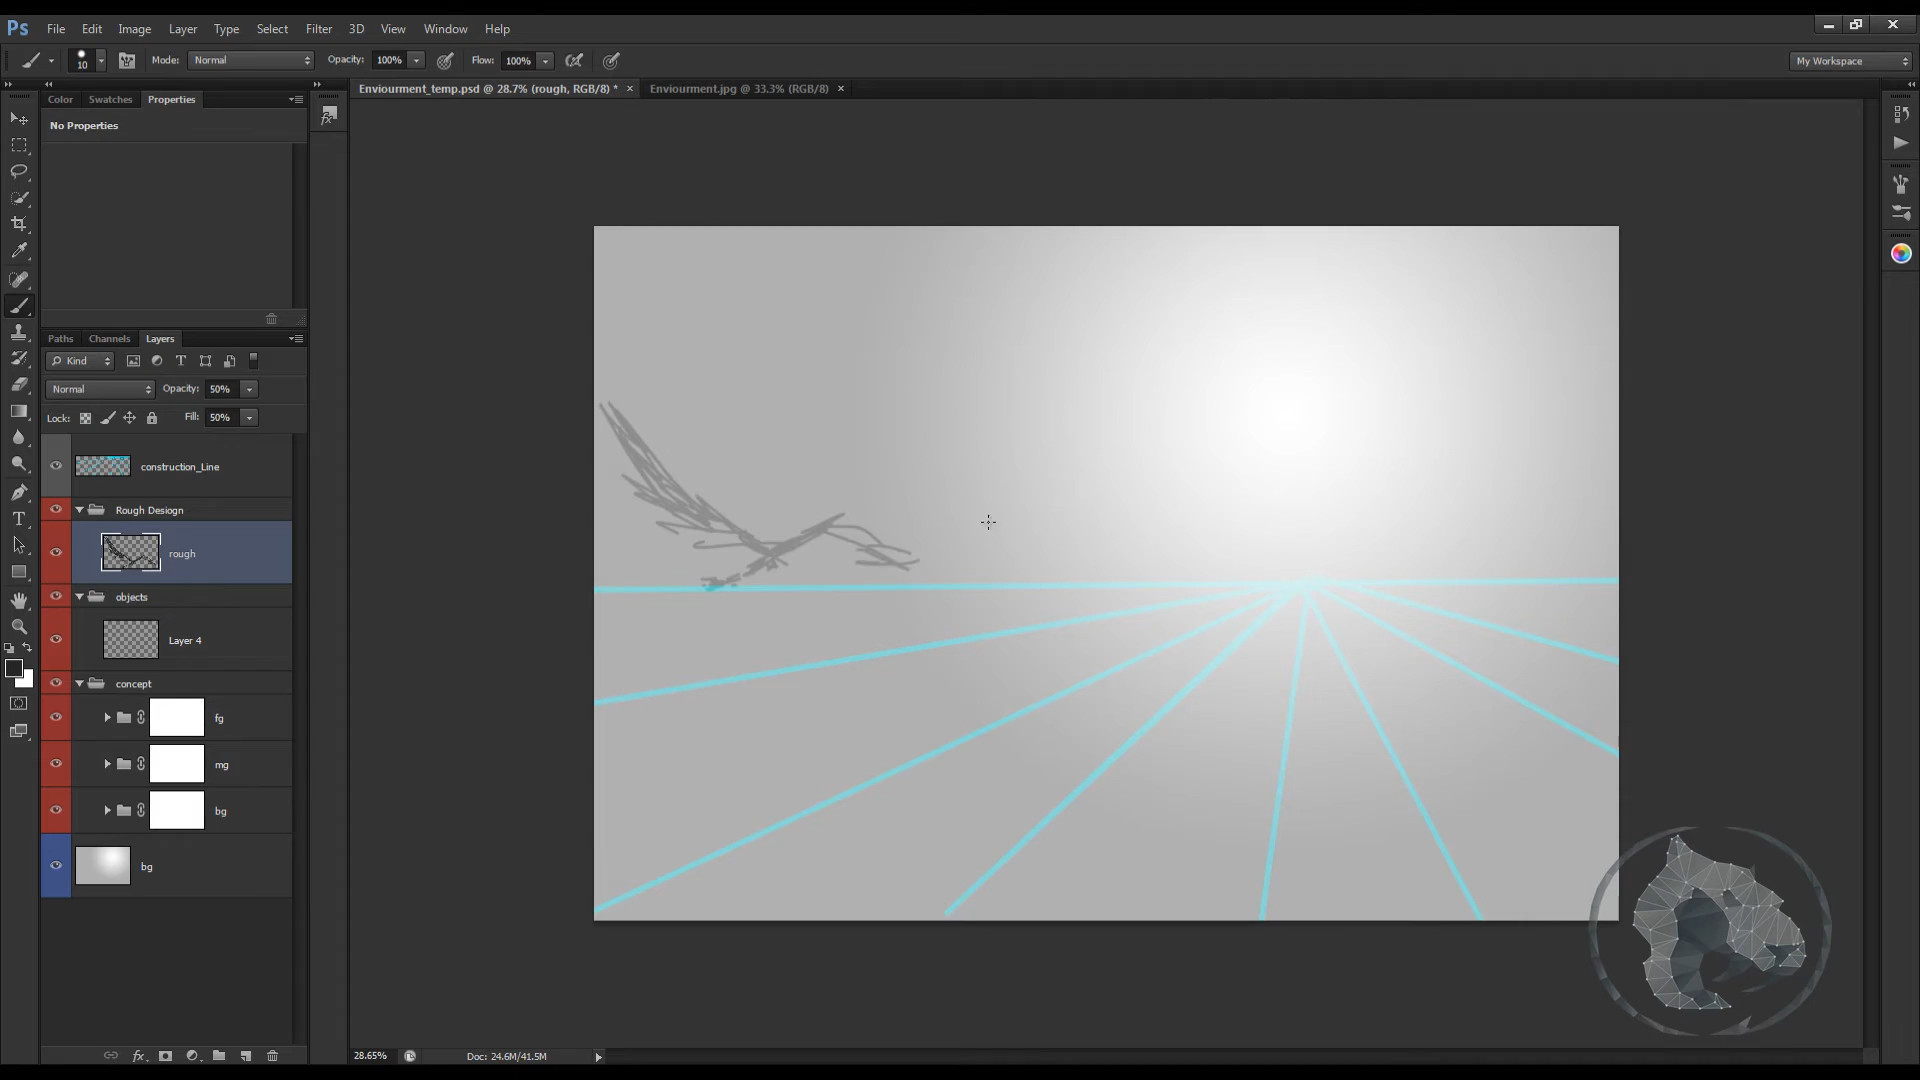 Ps File Edit Image Layer Type Select Filter 3D View Window Help
10 Mode: Normal Opacity: 100% Flow: 100% My Workspace
Enviourment_temp.psd @ 28.7% (rough, RGB/8) * × Enviourment.jpg @ 33.3% (RGB/8) ×
Color Swatches Properties
No Properties
Paths Channels Layers
Kind
Normal Opacity: 50%
Lock: Fill: 50%
construction_Line
Rough Desiogn
rough
objects
Layer 4
concept
fg
mg
bg
bg
28.65% Doc: 24.6M/41.5M